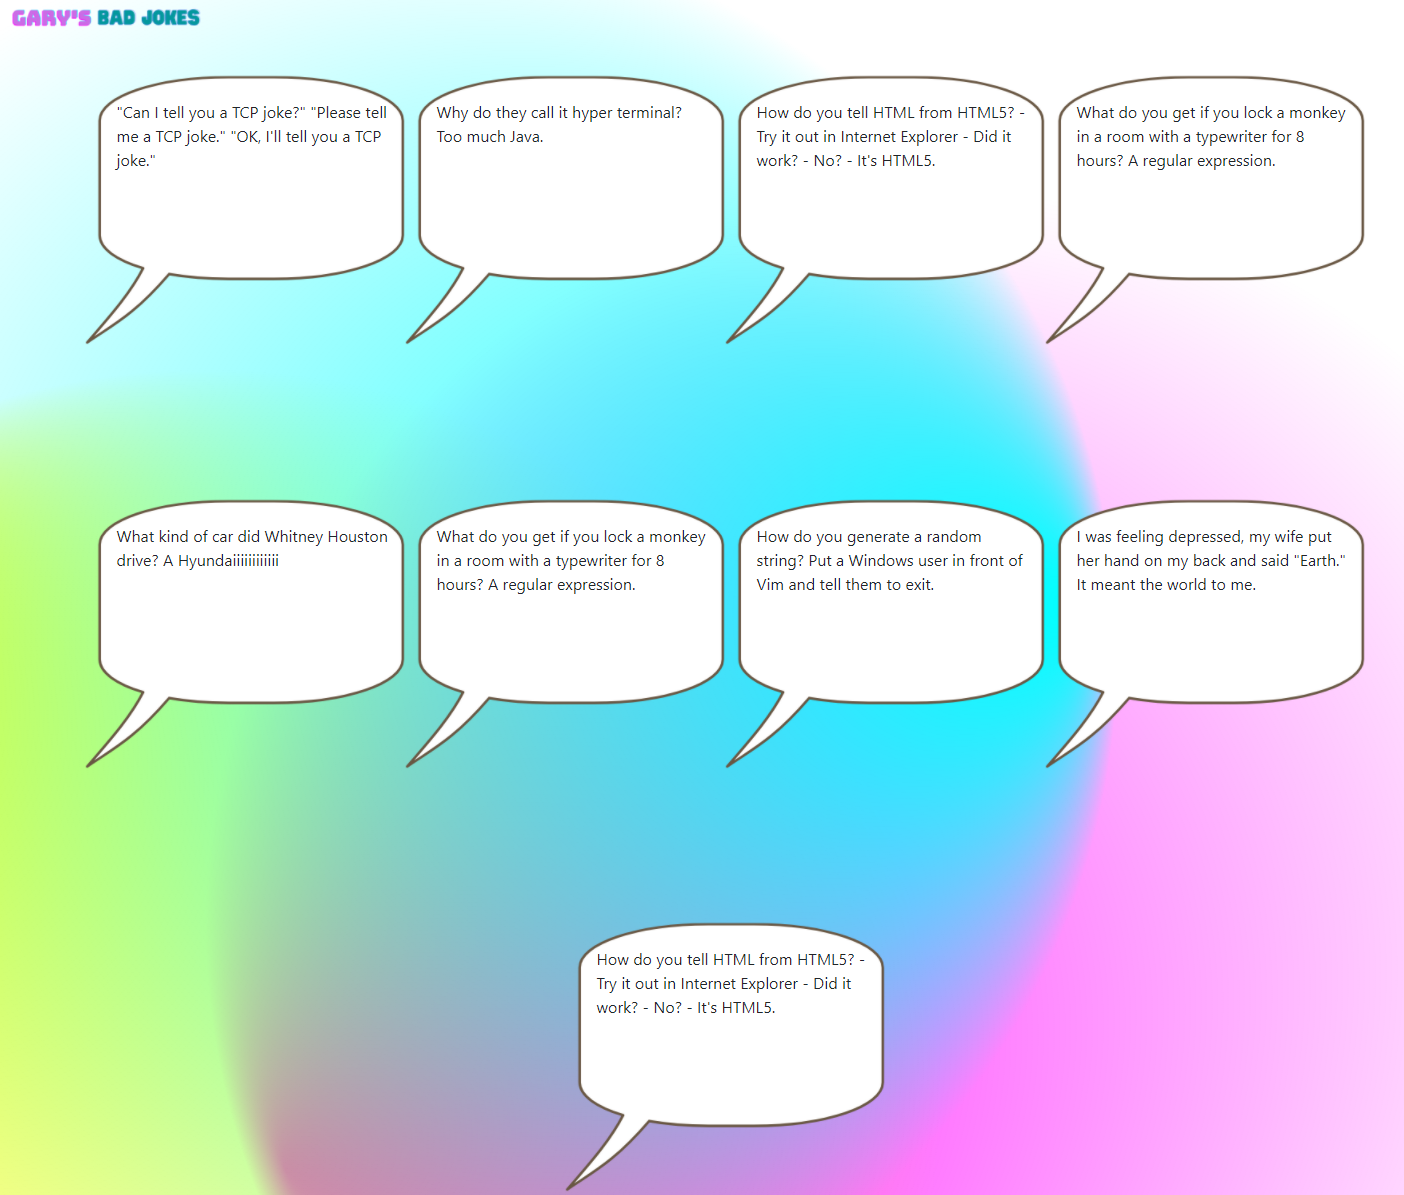 GARY'S BAD JOKES
"Can I tell you a TCP joke?" "Please tell
me a TCP joke." "OK, I'll tell you a TCP
joke."
Why do they call it hyper terminal?
Too much Java.
How do you tell HTML from HTML5? -
Try it out in Internet Explorer - Did it
work? - No? - It's HTML5.
What do you get if you lock a monkey
in a room with a typewriter for 8
hours? A regular expression.
What kind of car did Whitney Houston
drive? A Hyundaiiiiiiiiiiii
What do you get if you lock a monkey
in a room with a typewriter for 8
hours? A regular expression.
How do you generate a random
string? Put a Windows user in front of
Vim and tell them to exit.
I was feeling depressed, my wife put
her hand on my back and said "Earth."
It meant the world to me.
How do you tell HTML from HTML5? -
Try it out in Internet Explorer - Did it
work? - No? - It's HTML5.